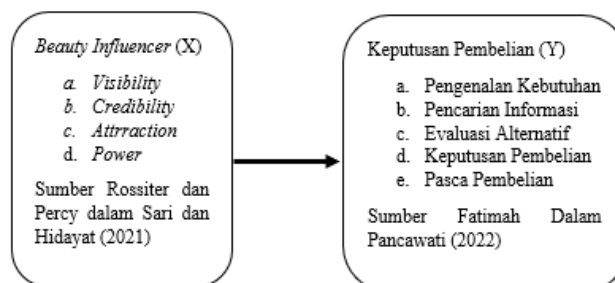 Beauty Influencer (X)
a. Visibility
b. Credibility
c. Attrraction
d. Power
Sumber Rossiter dan
Percy dalam Sari dan
Hidayat (2021)
Keputusan Pembelian (Y)
a. Pengenalan Kebutuhan
b. Pencarian Informasi
c. Evaluasi Alternatif
d. Keputusan Pembelian
e. Pasca Pembelian
Sumber Fatimah Dalam
Pancawati (2022)